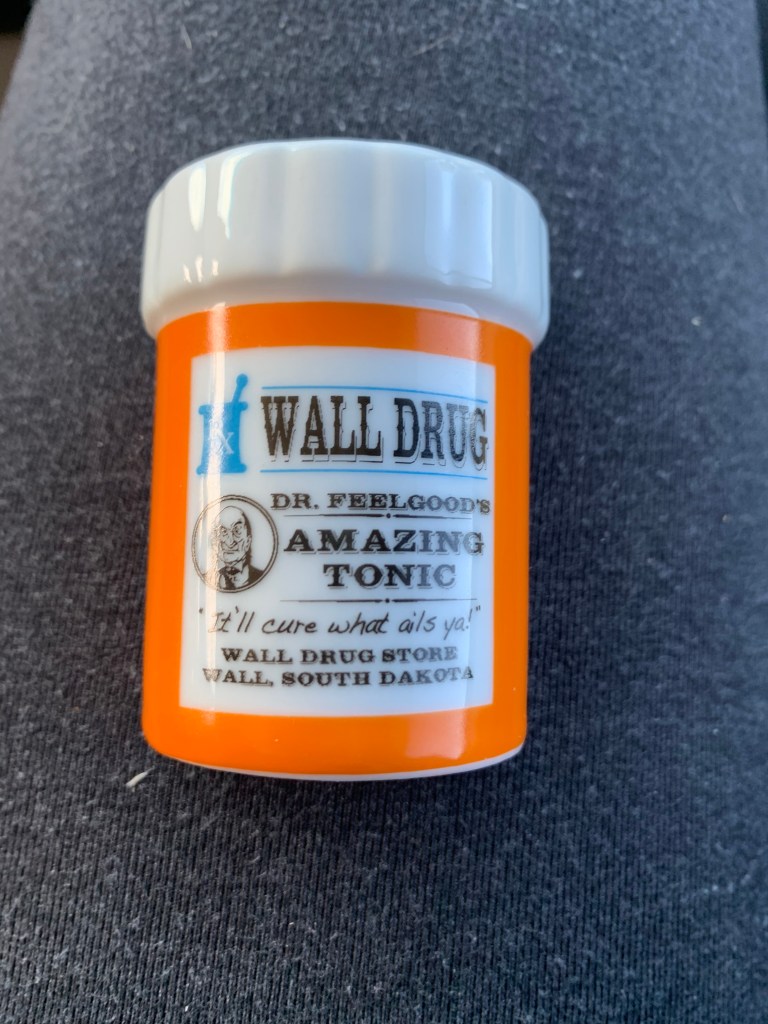 RX
WALL DRUG
DR. FEELGOOD'S
AMAZING
TONIC
"It'll cure what ails ya!"
WALL DRUG STORE
WALL, SOUTH DAKOTA